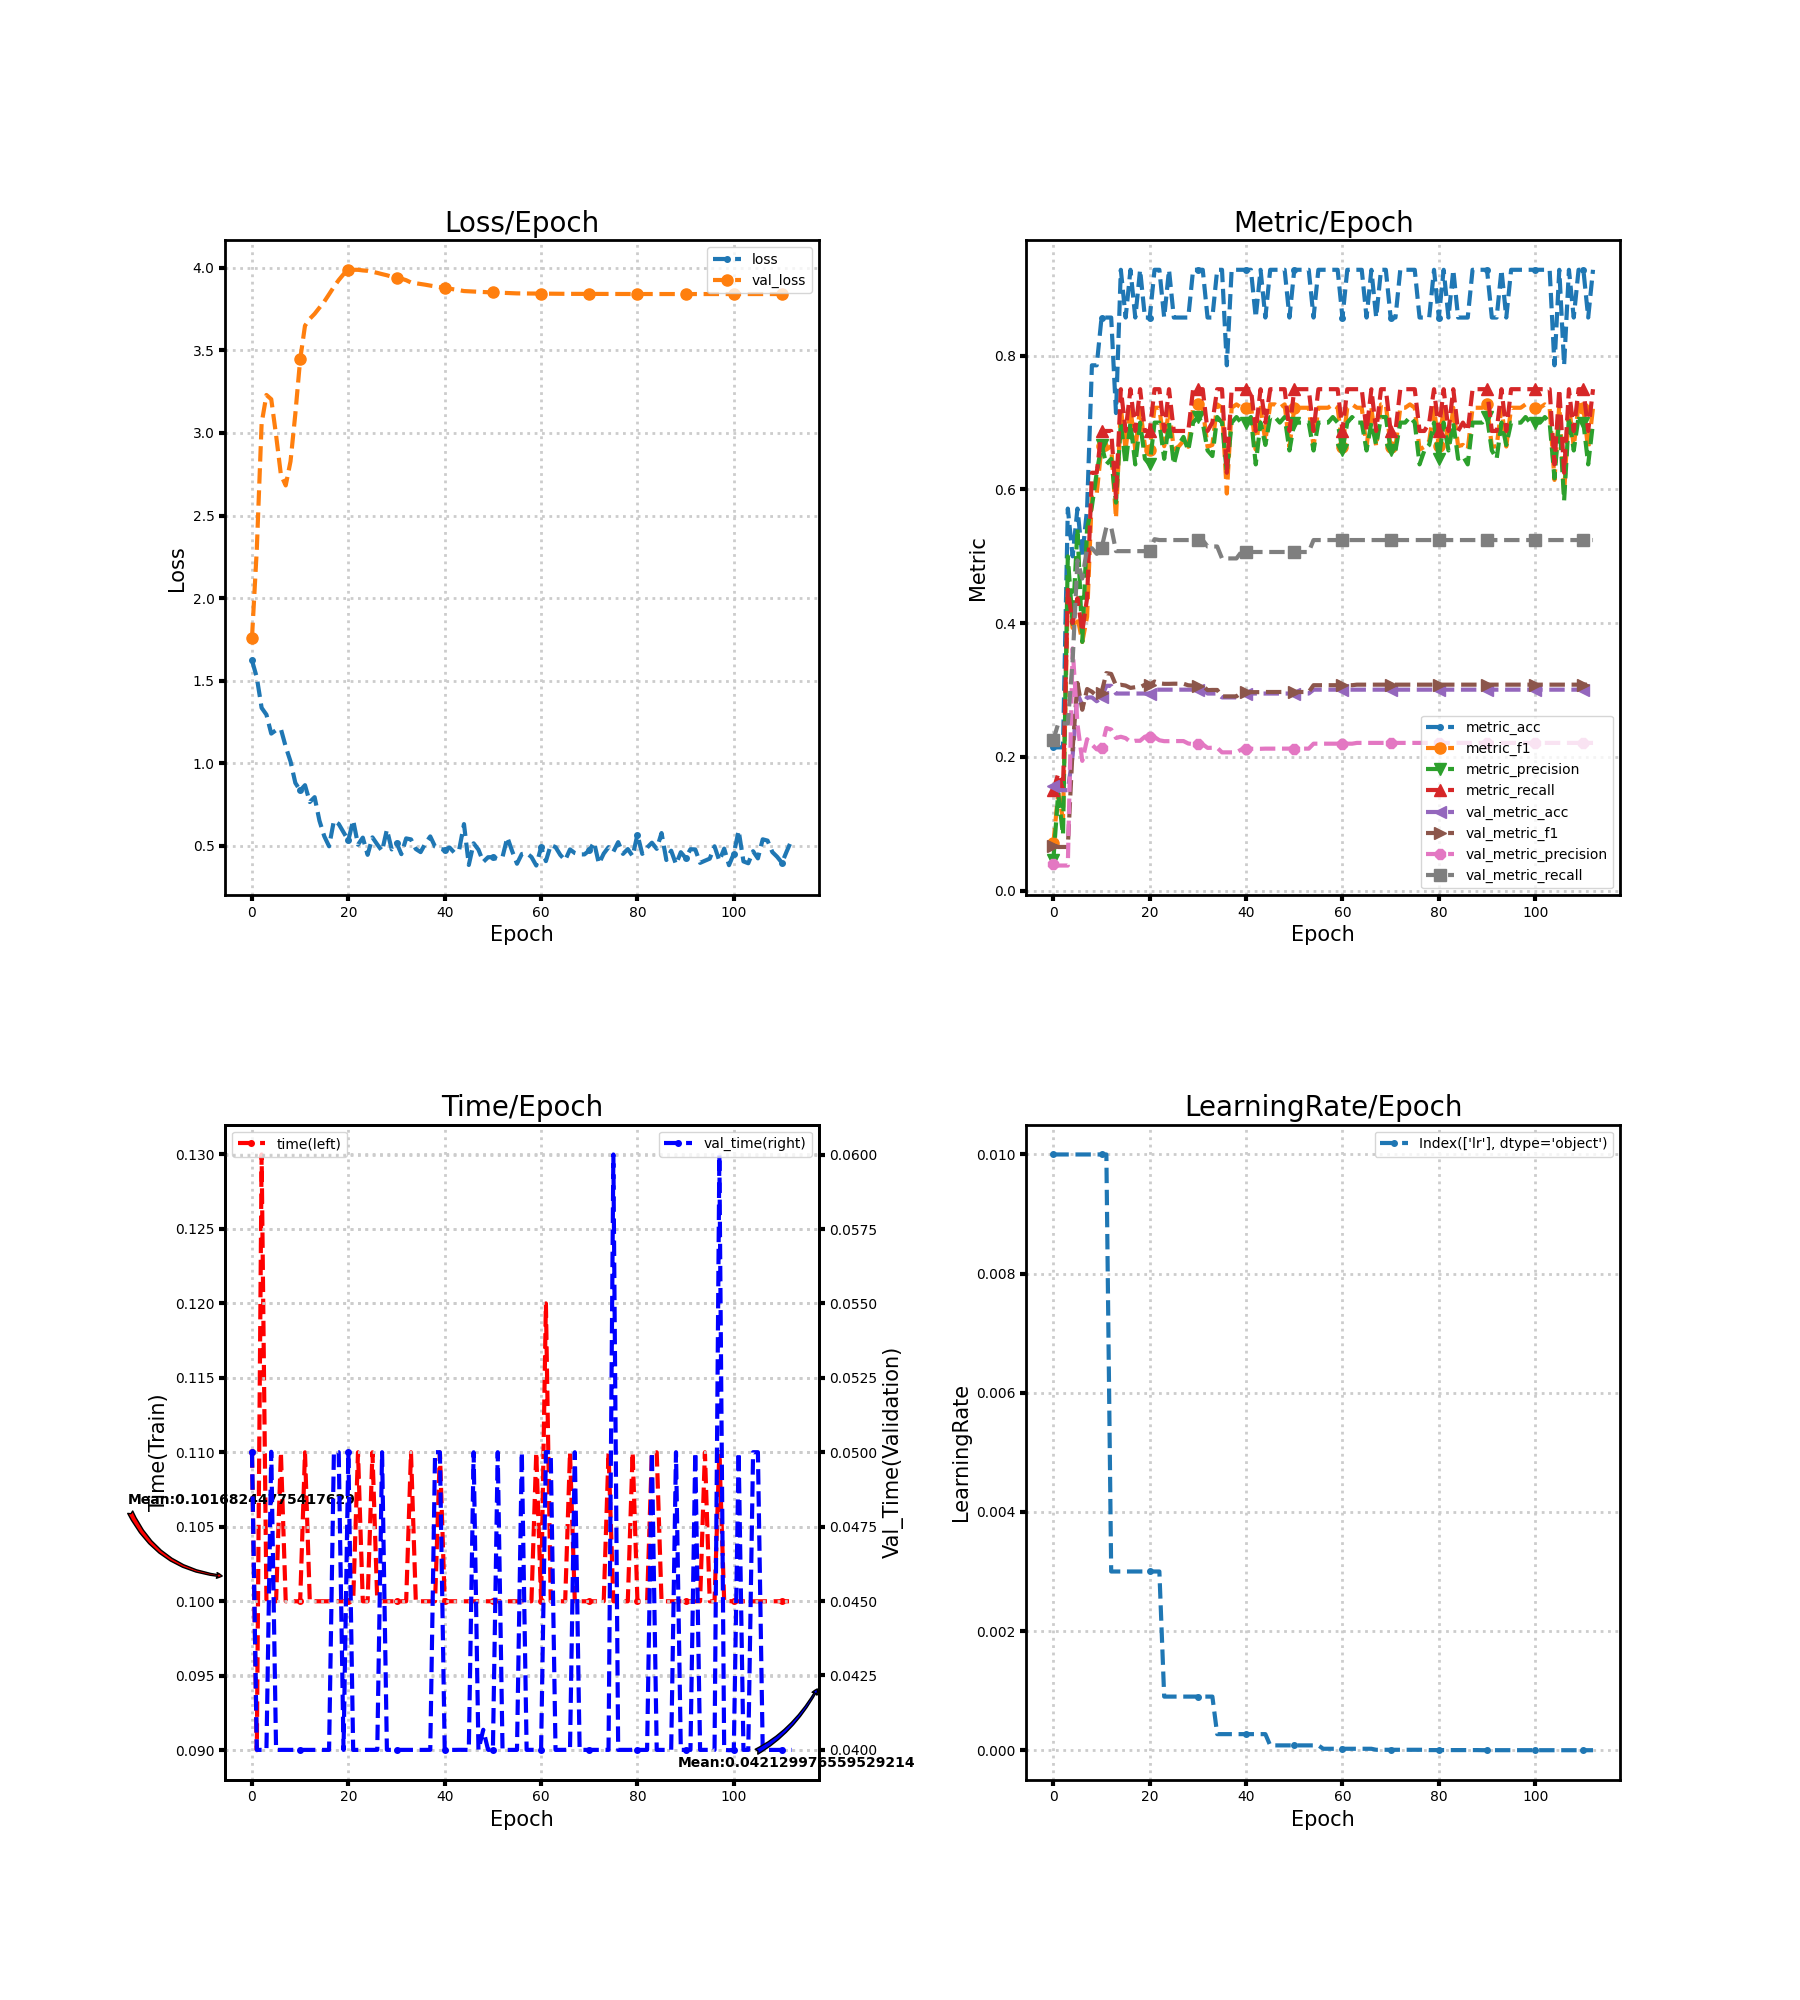 Loss/Epoch
4.0
3.5
3.0
2.5
2.0
1.5
1.0
0.5
Loss
loss
val_loss
0 20 40 60 80 100
Epoch
Metric/Epoch
0.8
0.6
0.4
0.2
0.0
Metric
metric_acc
metric_f1
metric_precision
metric_recall
val_metric_acc
val_metric_f1
val_metric_precision
val_metric_recall
0 20 40 60 80 100
Epoch
Time/Epoch
time(left)
val_time(right)
0.130
0.125
0.120
0.115
0.110
0.105
0.100
0.095
0.090
Time(Train)
0.0600
0.0575
0.0550
0.0525
0.0500
0.0475
0.0450
0.0425
0.0400
Val_Time(Validation)
Mean:0.042129976559529214
0 20 40 60 80 100
Epoch
LearningRate/Epoch
Index(['lr'], dtype='object')
0.010
0.008
0.006
0.004
0.002
0.000
LearningRate
0 20 40 60 80 100
Epoch